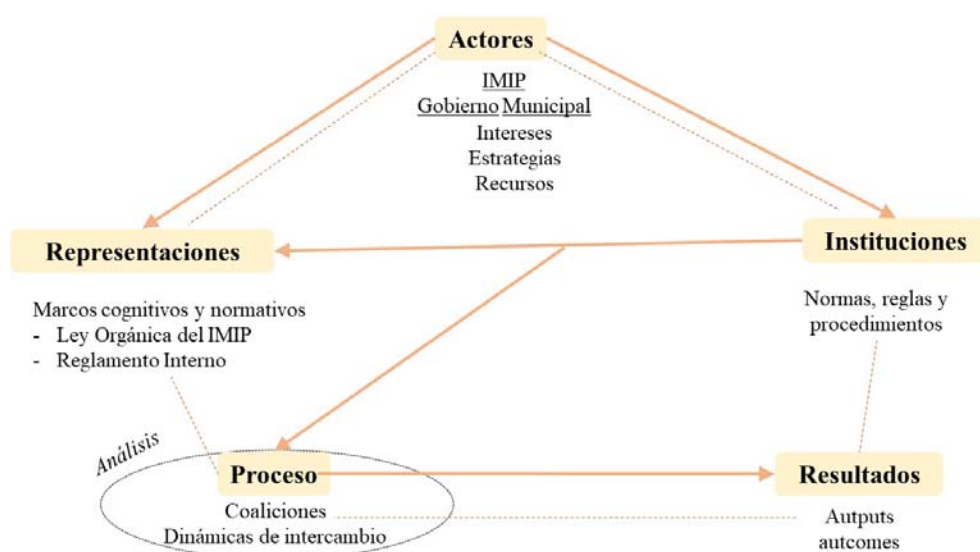 Actores
IMIP
Gobierno Municipal
Intereses
Estrategias
Recursos
Representaciones
Instituciones
Marcos cognitivos y normativos
- Ley Orgánica del IMIP
- Reglamento Interno
Normas, reglas y
procedimientos
Análisis
Proceso
Coaliciones
Dinámicas de intercambio
Resultados
Autputs
autcomes